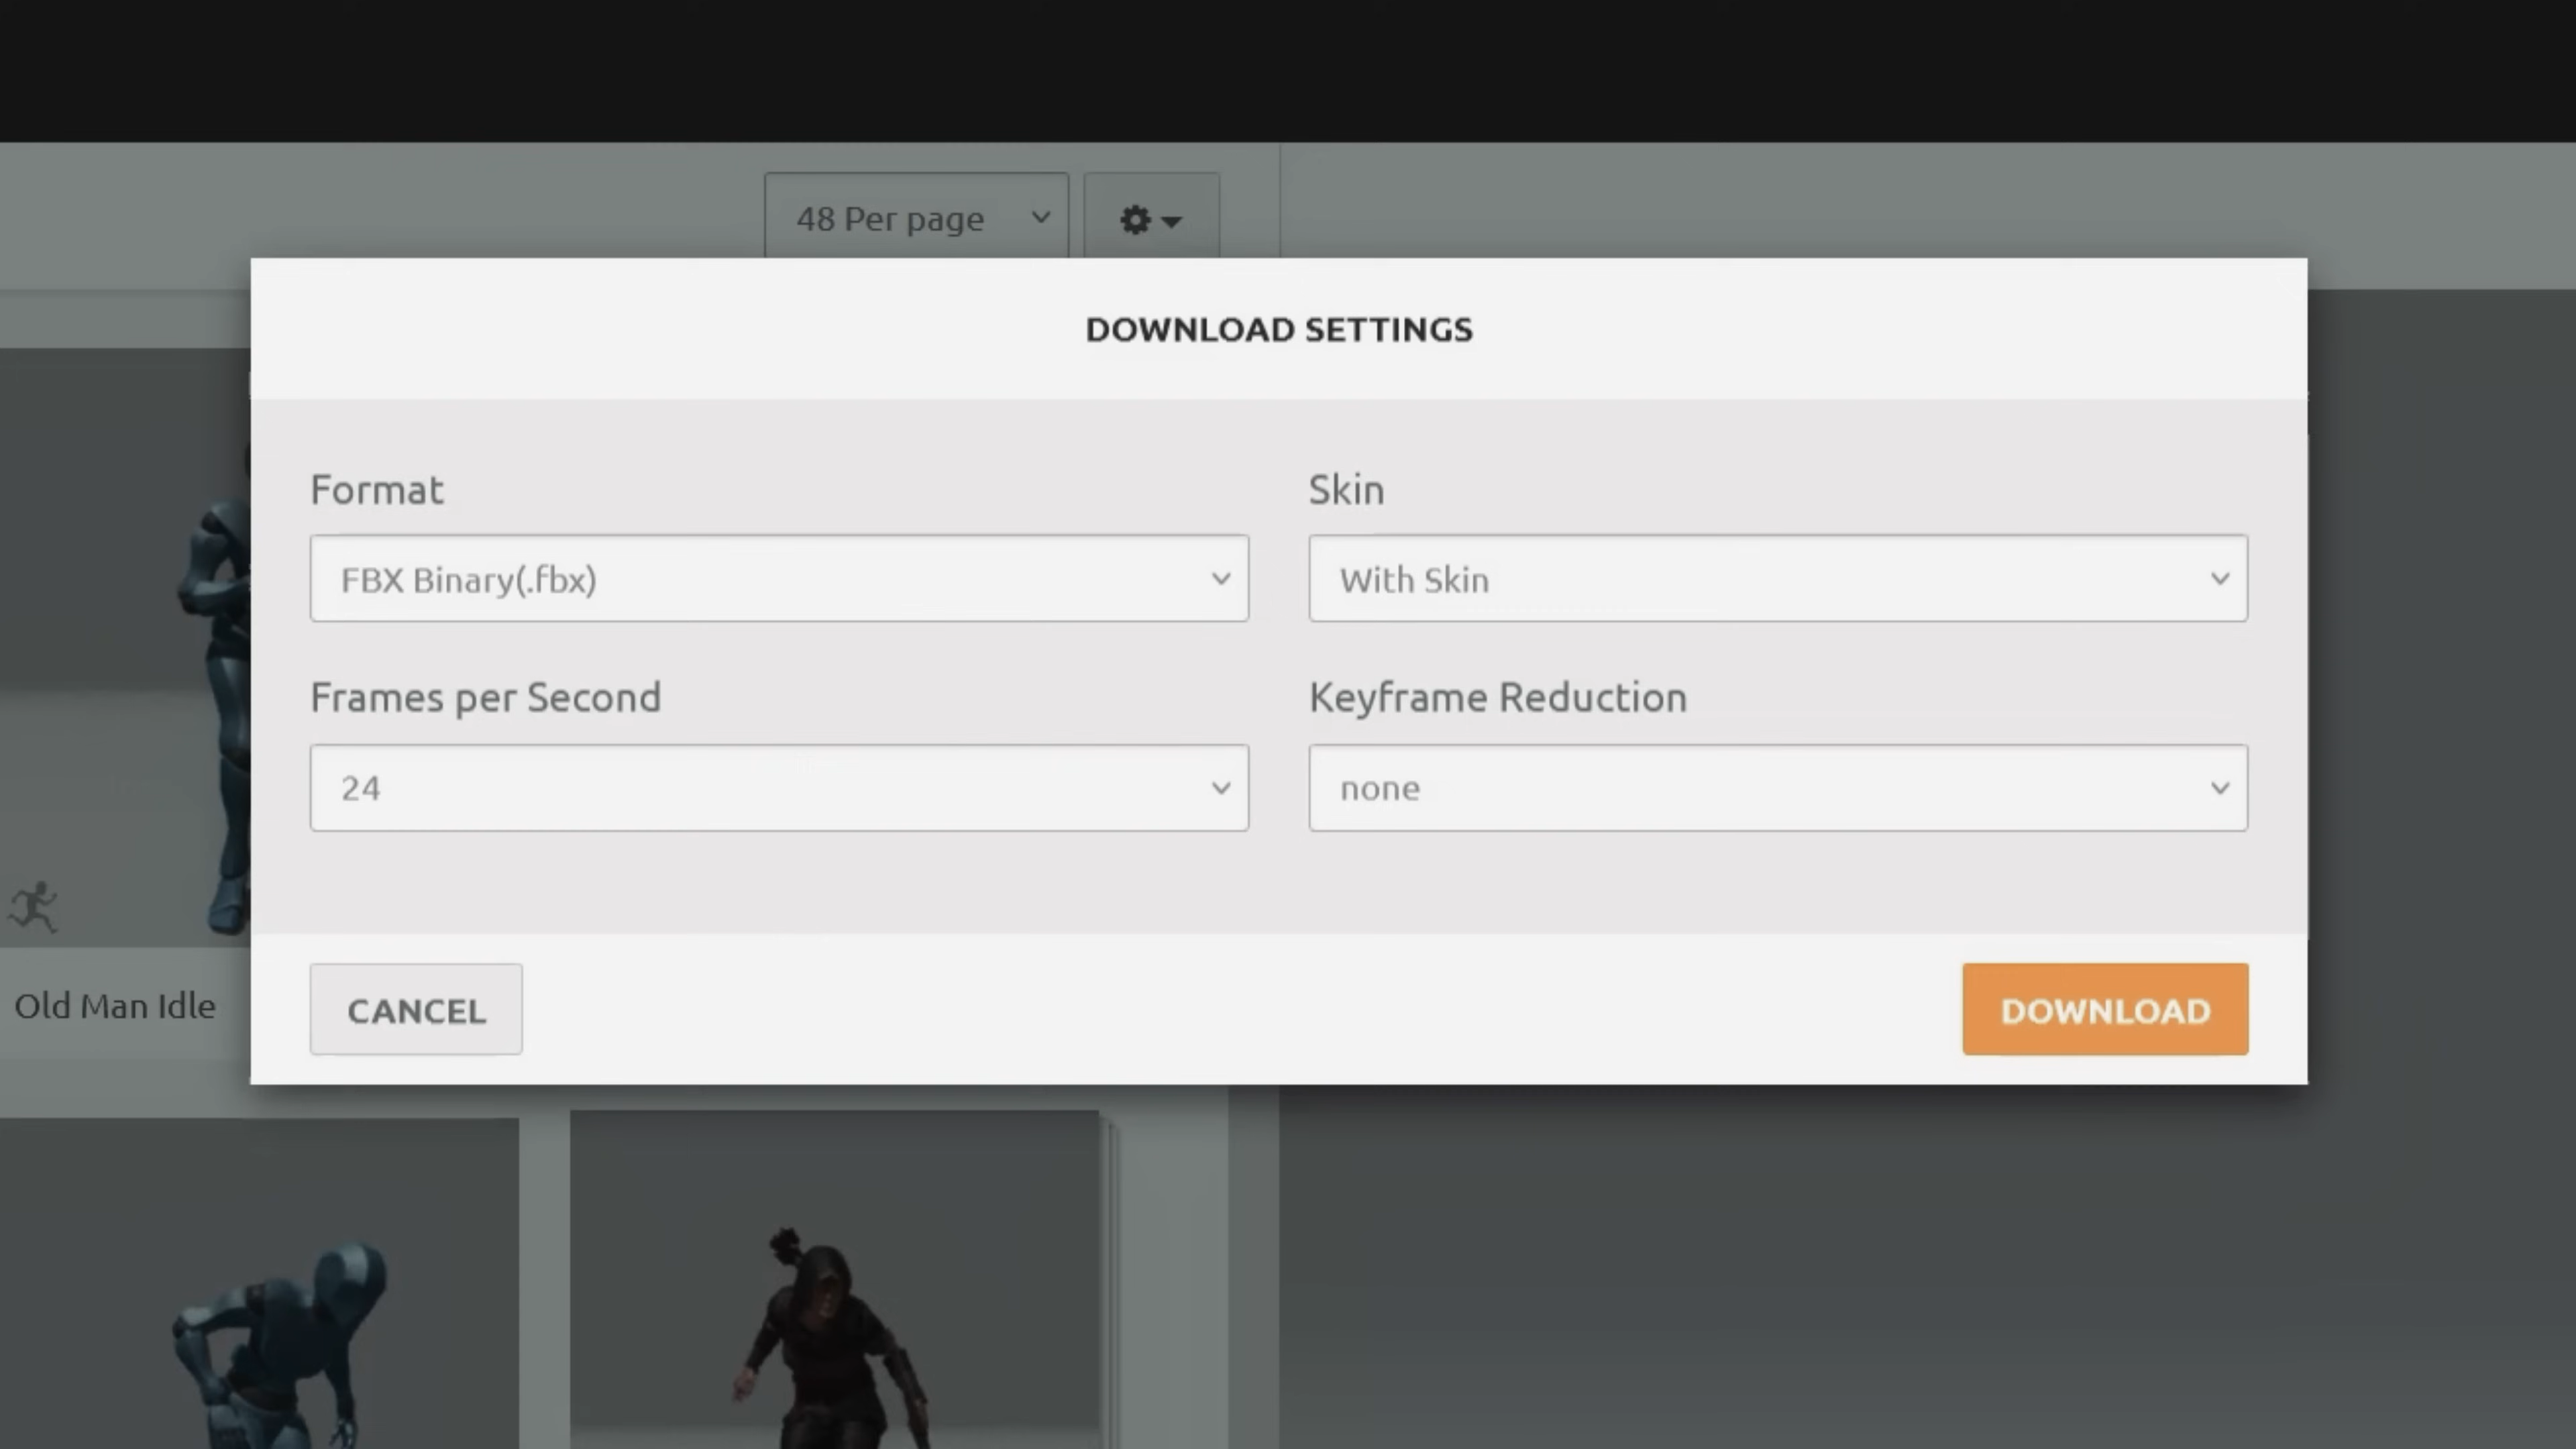 48 Per page
DOWNLOAD SETTINGS
Format
Skin
FBX Binary(.fbx)
With Skin
Frames per Second
Keyframe Reduction
24
none
Old Man Idle
CANCEL
DOWNLOAD